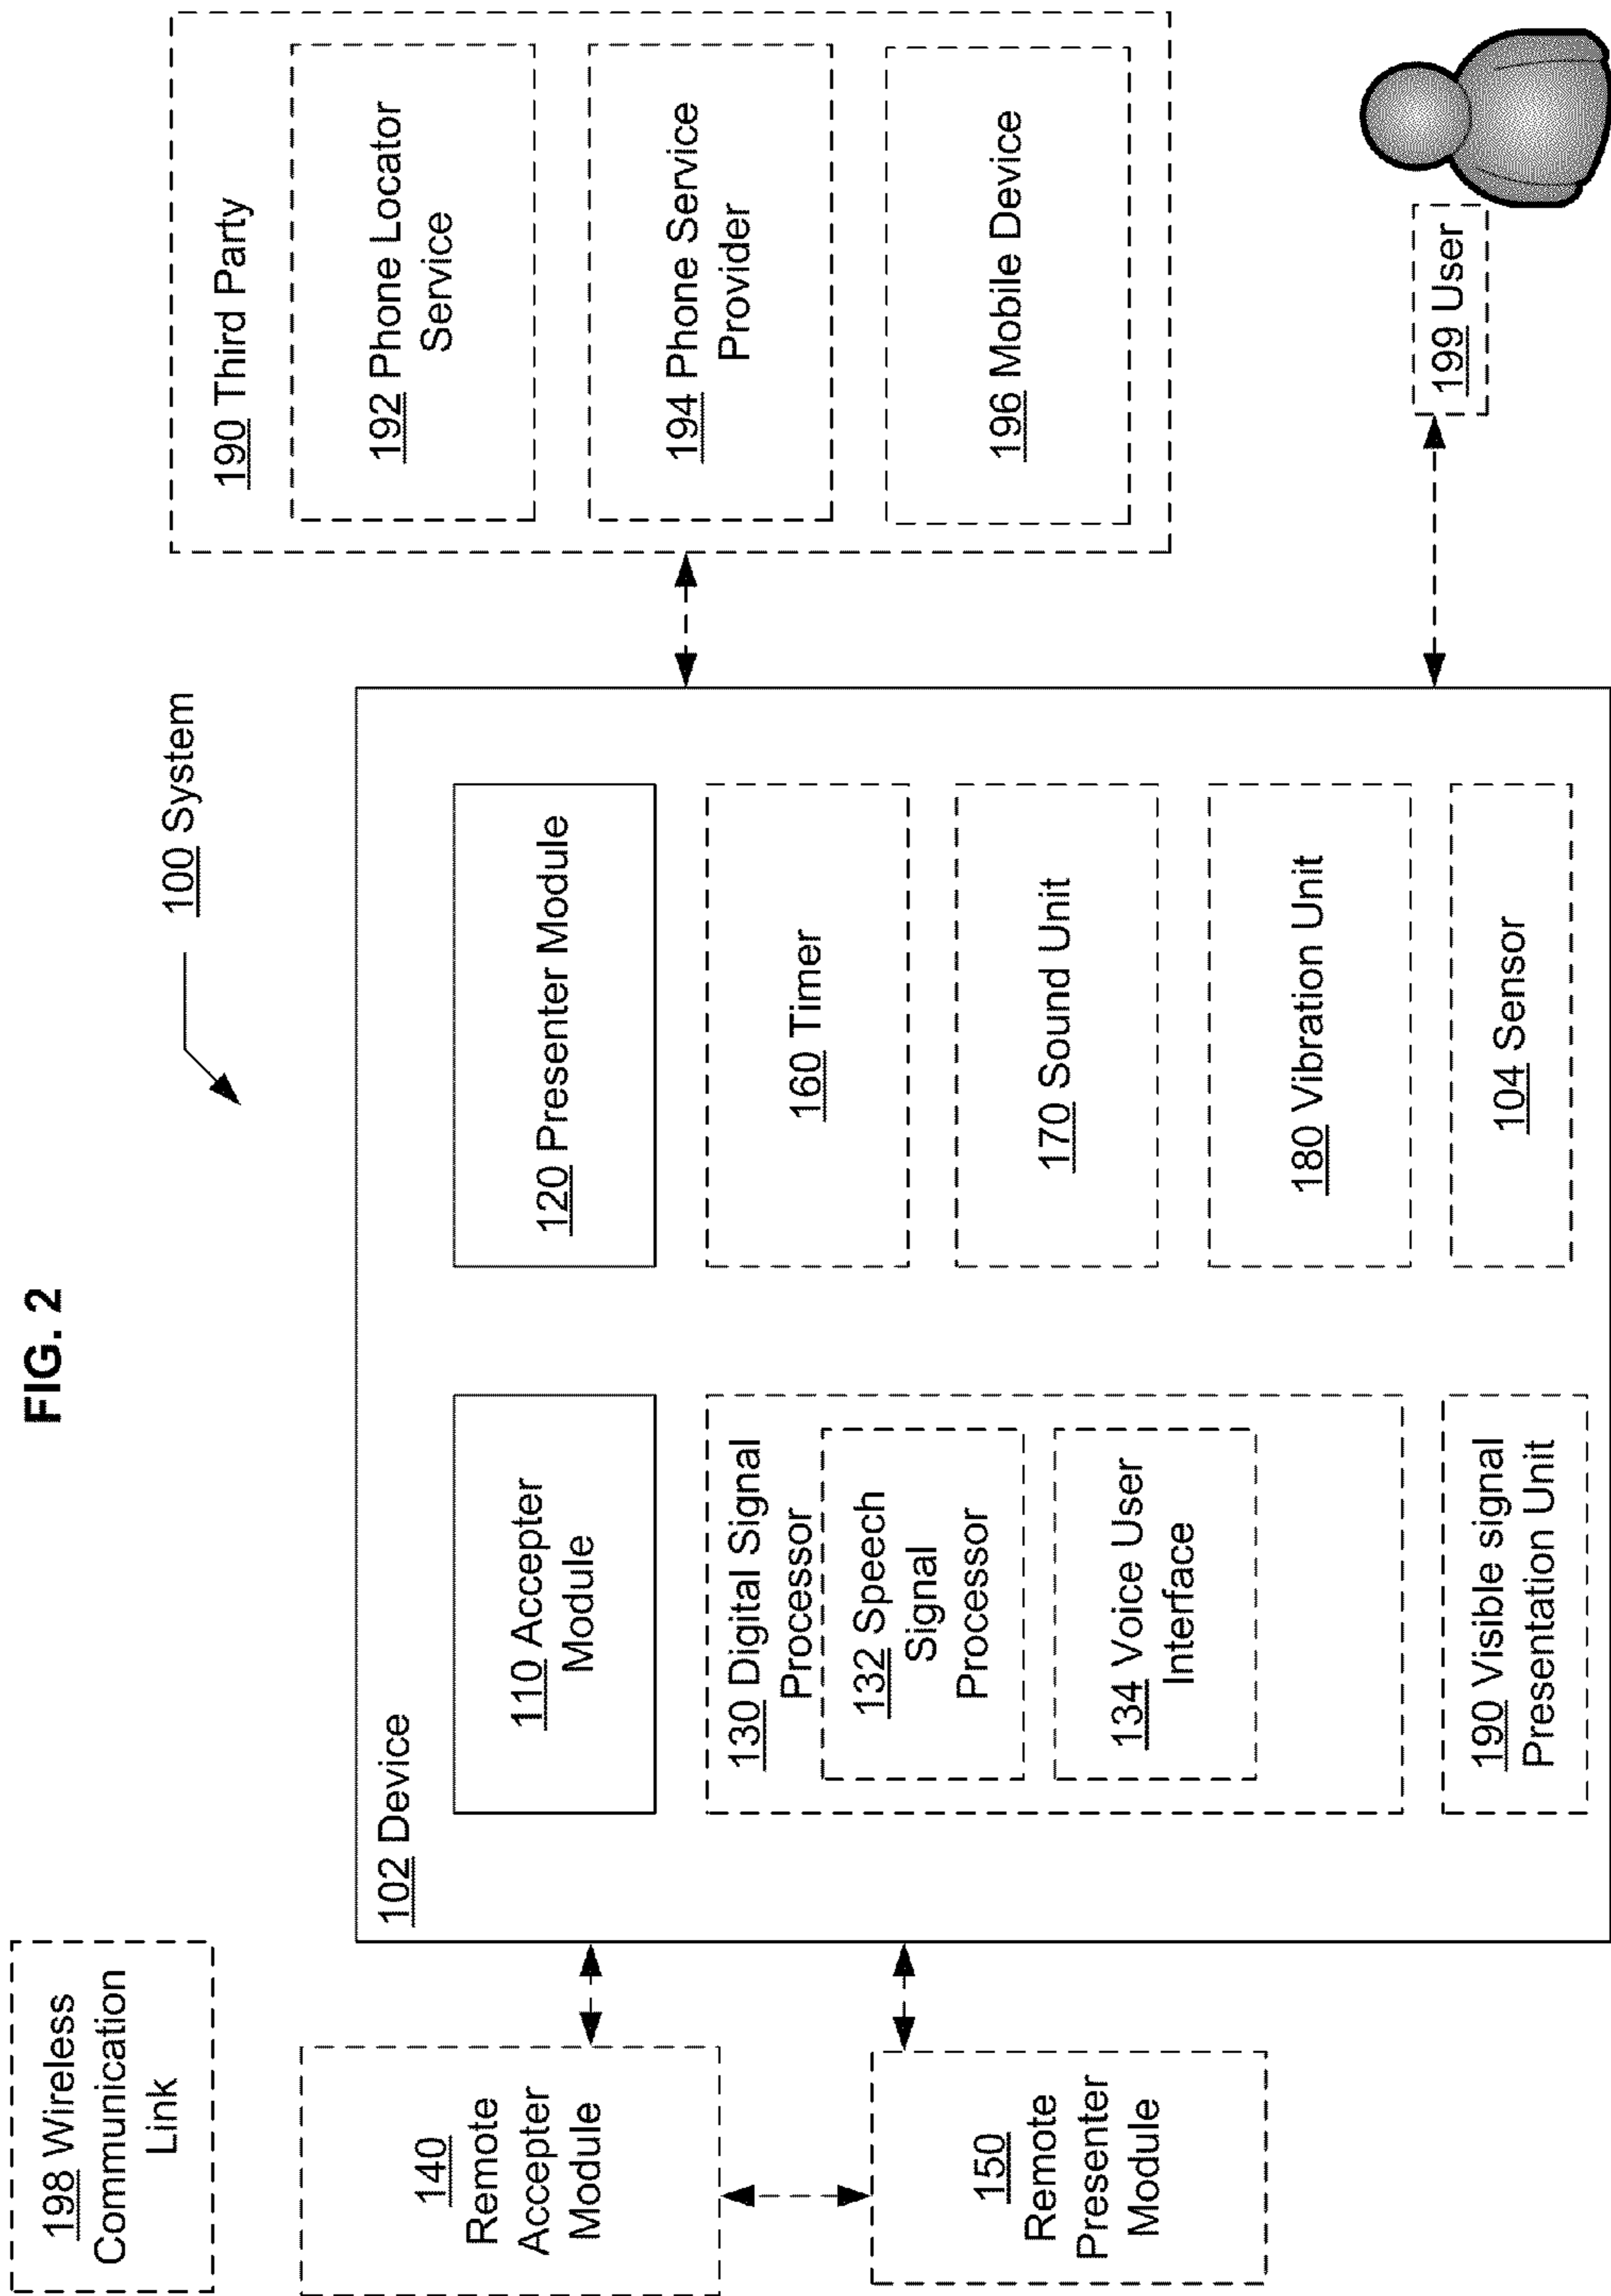 FIG. 2
100 System
198 Wireless
Communication
Link
140
Remote
Accepter
Module
150
Remote
Presenter
Module
102 Device
110 Accepter
Module
130 Digital Signal
Processor
132 Speech
Signal
Processor
134 Voice User
Interface
190 Visible signal
Presentation Unit
120 Presenter Module
160 Timer
170 Sound Unit
180 Vibration Unit
104 Sensor
190 Third Party
192 Phone Locator
Service
194 Phone Service
Provider
196 Mobile Device
199 User